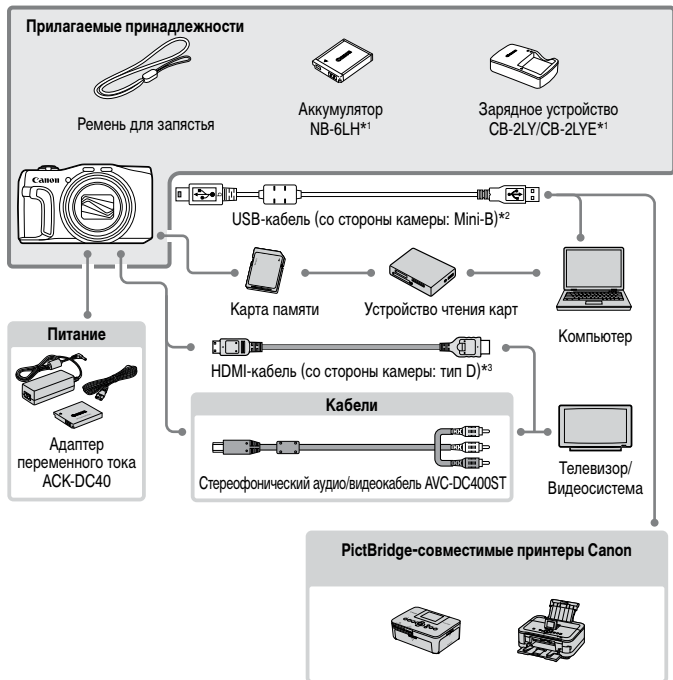 Прилагаемые принадлежности
Ремень для запястья
Аккумулятор
NB-6LH*1
Зарядное устройство
CB-2LY/CB-2LYE*1
Canon
USB-кабель (со стороны камеры: Mini-B)*2
Карта памяти
Устройство чтения карт
Компьютер
Питание
Адаптер
переменного тока
ACK-DC40
HDMI-кабель (со стороны камеры: тип D)*3
Кабели
Стереофонический аудио/видеокабель AVC-DC400ST
Телевизор/
Видеосистема
PictBridge-совместимые принтеры Canon